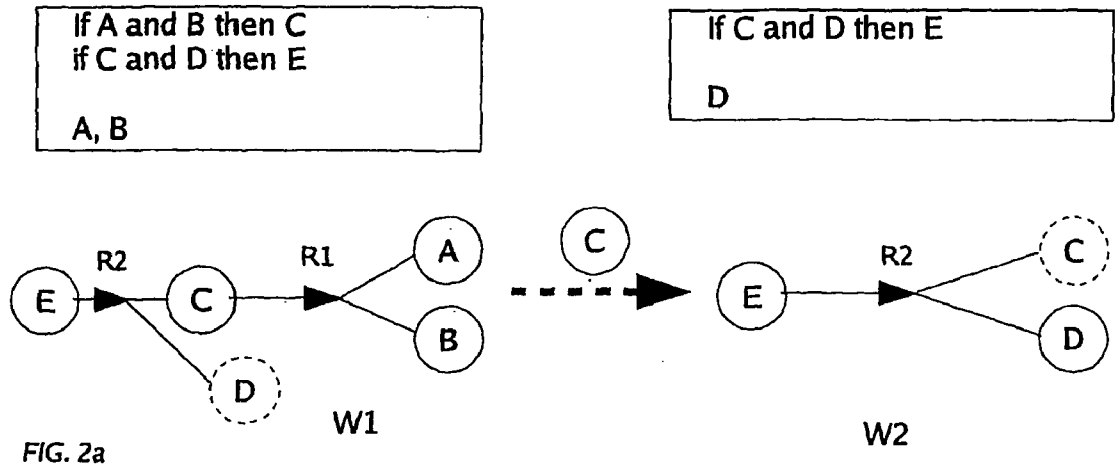 If A and B then C
if C and D then E
A, B
If C and D then E
D
E
R2
C
D
R1
A
B
W1
C
E
R2
C
D
W2
FIG. 2a